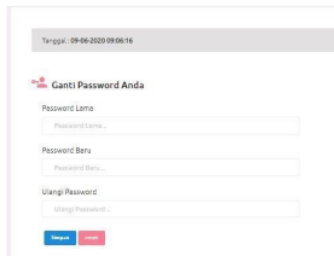 Tanggal : 09-06-2020 09:06:16
Ganti Password Anda
Password Lama
Password Lama...
Password Baru
Password Baru...
Ulangi Password
Ulangi Password...
Simpan